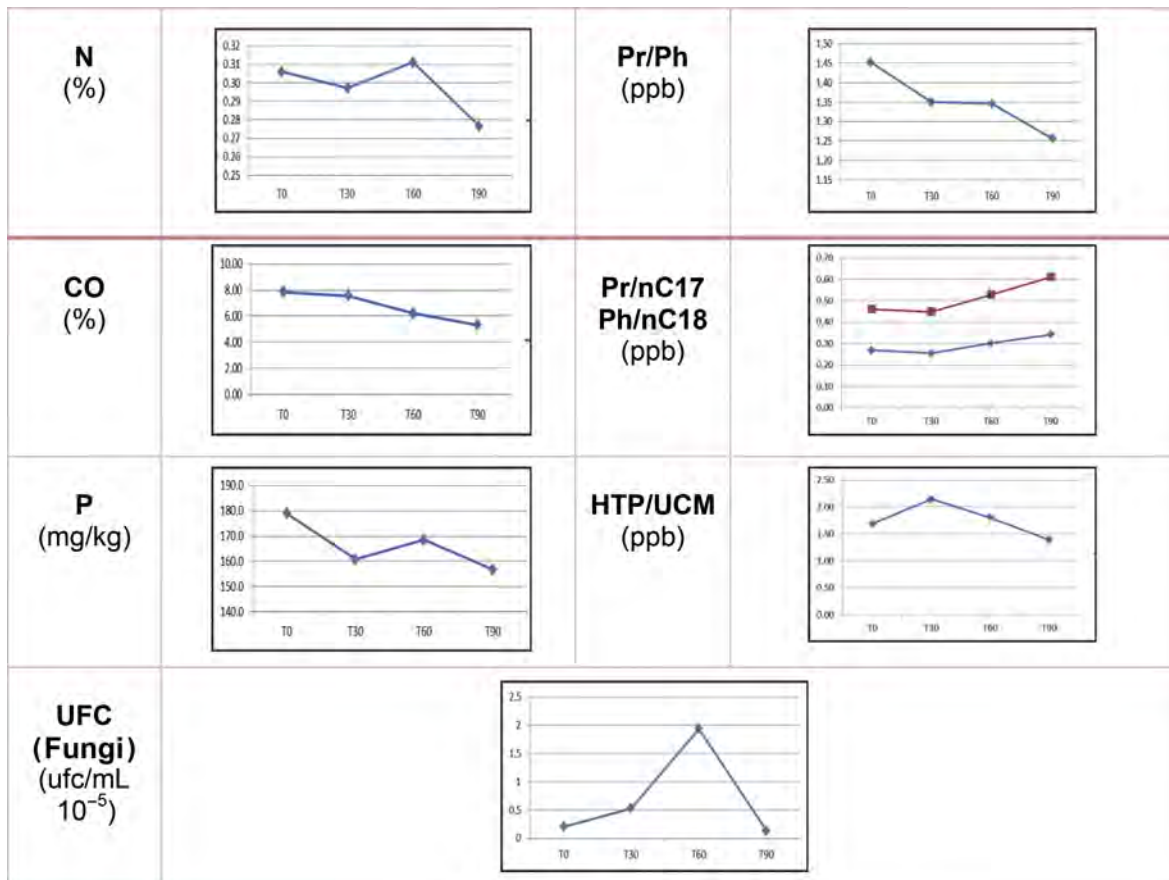 N
(%)
0.32
0.31
0.30
0.29
0.28
0.27
0.26
0.25
T0 T30 T60 T90
Pr/Ph
(ppb)
1.50
1.45
1.40
1.35
1.30
1.25
1.20
1.15
T0 T30 T60 T90
CO
(%)
10.00
8.00
6.00
4.00
2.00
0.00
T0 T30 T60 T90
Pr/nC17
Ph/nC18
(ppb)
0.70
0.60
0.50
0.40
0.30
0.20
0.10
0.00
T0 T30 T60 T90
P
(mg/kg)
190.0
180.0
170.0
160.0
150.0
140.0
T0 T30 T60 T90
HTP/UCM
(ppb)
2.50
2.00
1.50
1.00
0.50
0.00
T0 T30 T60 T90
UFC
(Fungi)
(ufc/mL
10⁻⁵)
2.5
2
1.5
1
0.5
0
T0 T30 T60 T90